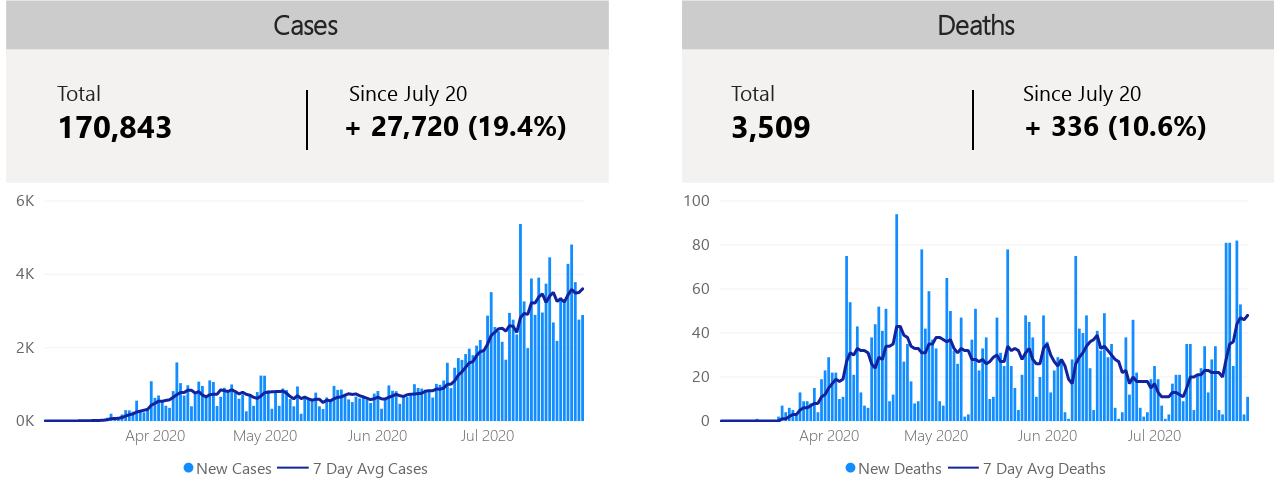 Cases
Total
170,843
Since July 20
+ 27,720 (19.4%)
6K
4K
2K
0K
Apr 2020 May 2020 Jun 2020 Jul 2020
New Cases 7 Day Avg Cases
Deaths
Total
3,509
Since July 20
+ 336 (10.6%)
100
80
60
40
20
0
Apr 2020 May 2020 Jun 2020 Jul 2020
New Deaths 7 Day Avg Deaths